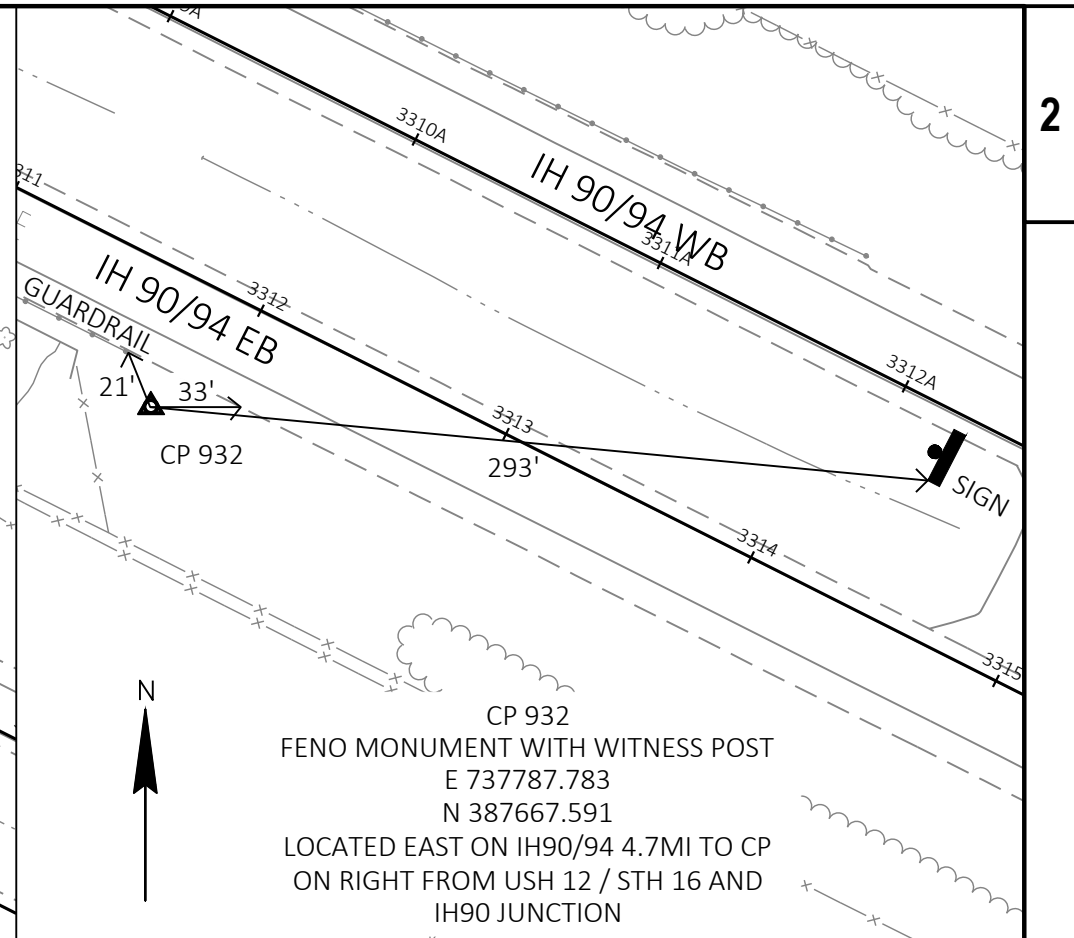 2
3310A
IH 90/94 WB
3311A
3312A
3312
IH 90/94 EB
GUARDRAIL
21'
33'
CP 932
3313
293'
SIGN
3314
3315
N
CP 932
FENO MONUMENT WITH WITNESS POST
E 737787.783
N 387667.591
LOCATED EAST ON IH90/94 4.7MI TO CP
ON RIGHT FROM USH 12 / STH 16 AND
IH90 JUNCTION